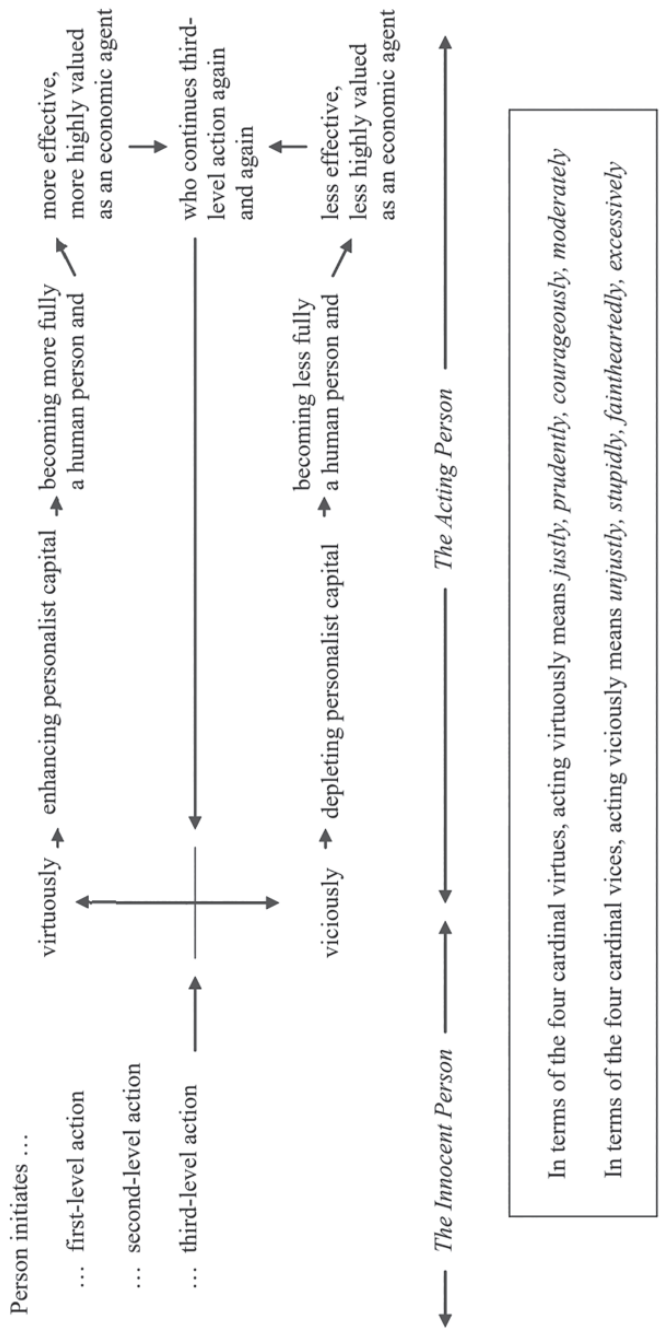 Person initiates …
… first-level action
… second-level action
… third-level action
virtuously
enhancing personalist capital
becoming more fully
a human person and
more effective,
more highly valued
as an economic agent
who continues third-
level action again
and again
viciously
depleting personalist capital
becoming less fully
a human person and
less effective,
less highly valued
as an economic agent
The Innocent Person
The Acting Person
In terms of the four cardinal virtues, acting virtuously means justly, prudently, courageously, moderately
In terms of the four cardinal vices, acting viciously means unjustly, stupidly, faintheartedly, excessively